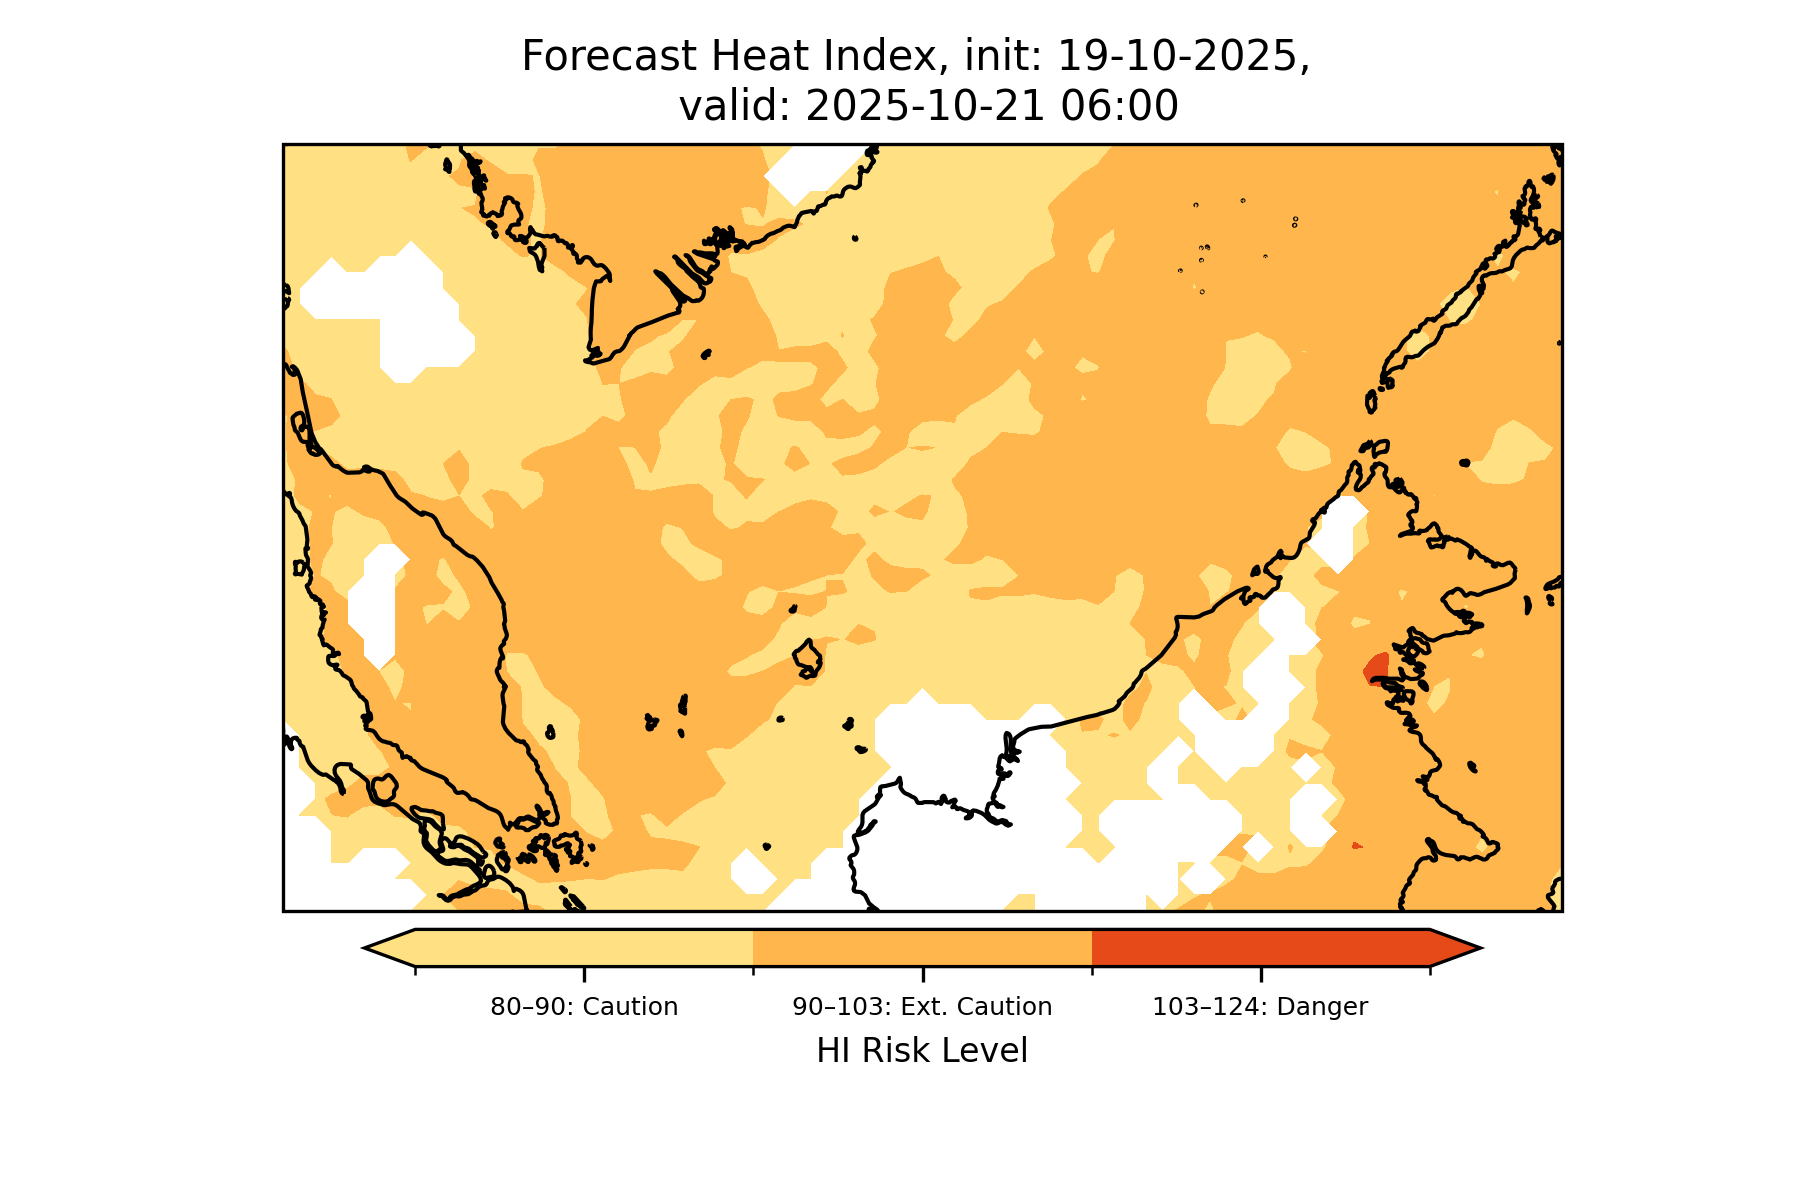 Forecast Heat Index, init: 19-10-2025,
valid: 2025-10-21 06:00
80–90: Caution
90–103: Ext. Caution
103–124: Danger
HI Risk Level